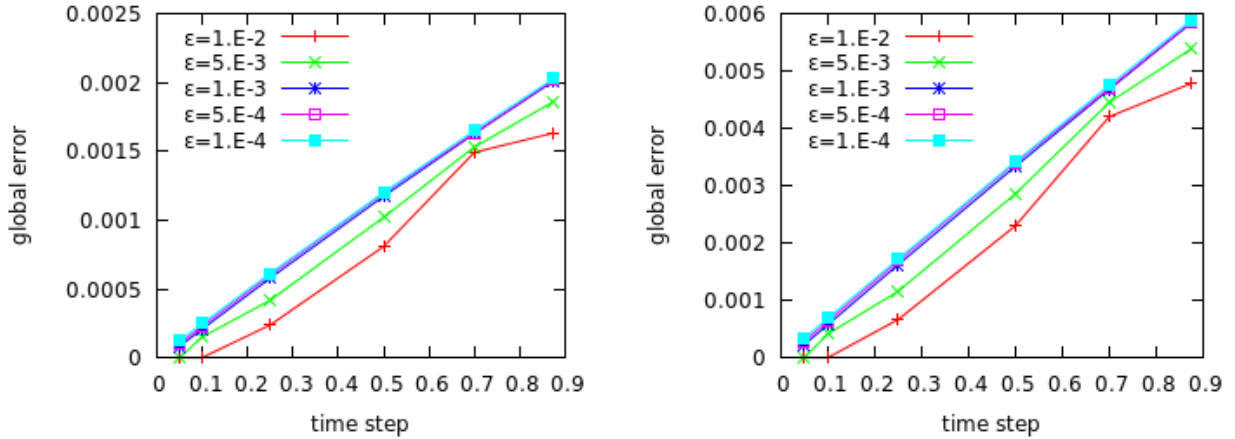 0.0025
0.002
0.0015
0.001
0.0005
0
ε=1.E-2
ε=5.E-3
ε=1.E-3
ε=5.E-4
ε=1.E-4
global error
0 0.1 0.2 0.3 0.4 0.5 0.6 0.7 0.8 0.9
time step
0.006
0.005
0.004
0.003
0.002
0.001
0
ε=1.E-2
ε=5.E-3
ε=1.E-3
ε=5.E-4
ε=1.E-4
global error
0 0.1 0.2 0.3 0.4 0.5 0.6 0.7 0.8 0.9
time step